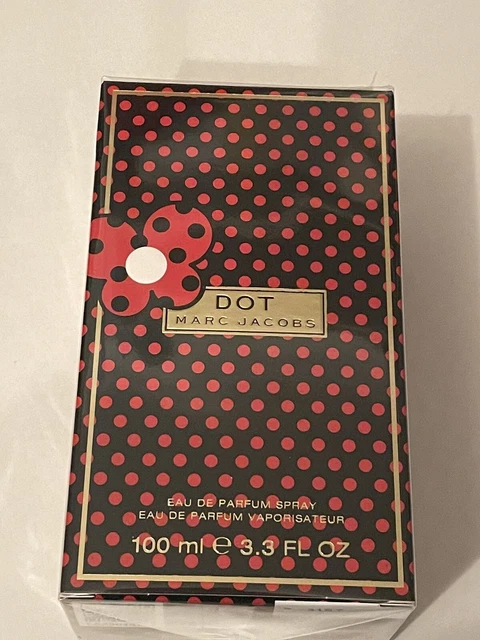 DOT
MARC JACOBS
EAU DE PARFUM SPRAY
EAU DE PARFUM VAPORISATEUR
100 ml ℮ 3.3 FL OZ